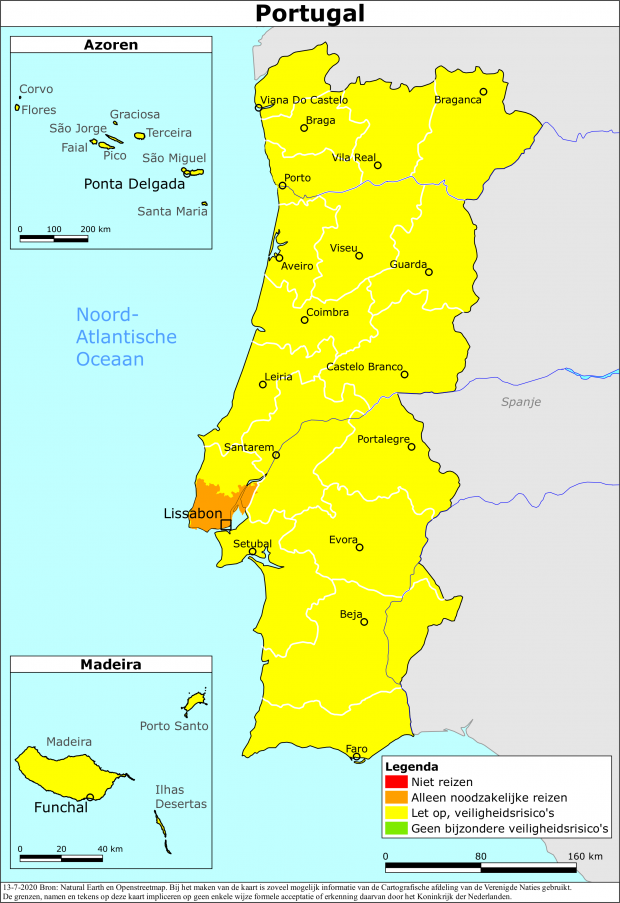 Portugal
Azoren
Corvo
Flores
Graciosa
São Jorge
Terceira
Faial
Pico
São Miguel
Ponta Delgada
Santa Maria
0 100 200 km
Viana Do Castelo
Braganca
Braga
Vila Real
Porto
Viseu
Guarda
Aveiro
Coimbra
Noord-
Atlantische
Oceaan
Castelo Branco
Leiria
Spanje
Portalegre
Santarem
Lissabon
Setubal
Evora
Beja
Faro
Madeira
Porto Santo
Madeira
Ilhas
Desertas
Funchal
0 20 40 km
Legenda
Niet reizen
Alleen noodzakelijke reizen
Let op, veiligheidsrisico's
Geen bijzondere veiligheidsrisico's
0 80 160 km
13-7-2020 Bron: Natural Earth en Openstreetmap. Bij het maken van de kaart is zoveel mogelijk informatie van de Cartografische afdeling van de Verenigde Naties gebruikt.
De grenzen, namen en tekens op deze kaart impliceren op geen enkele wijze formele acceptatie of erkenning daarvan door het Koninkrijk der Nederlanden.